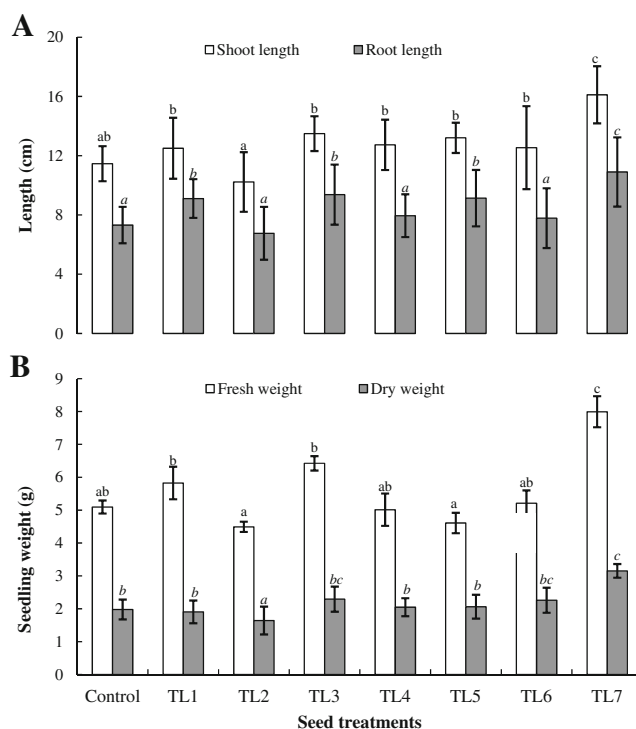 A
20
Shoot length Root length
16
12
8
4
0
Length (cm)
ab a b b a a b b b a b b b a c c
B
9
Fresh weight Dry weight
8
7
6
5
4
3
2
1
0
Seedling weight (g)
ab b b b a a b bc ab b a b ab bc c c
Control TL1 TL2 TL3 TL4 TL5 TL6 TL7
Seed treatments